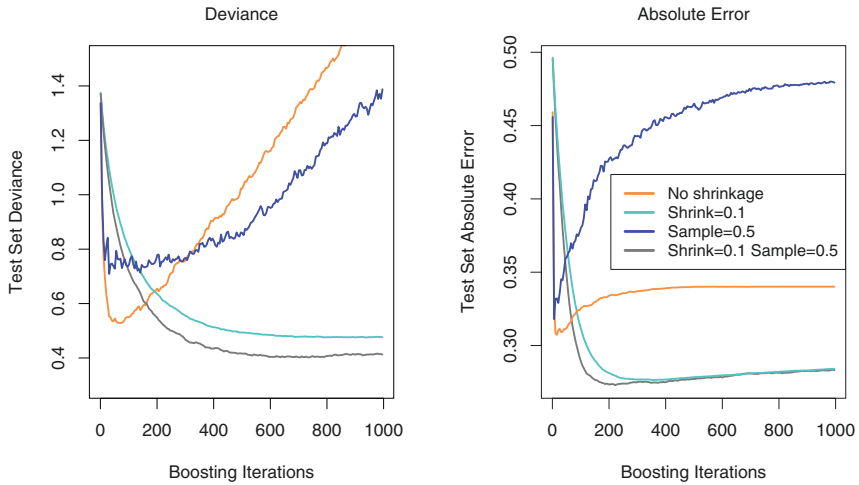 Deviance
Test Set Deviance
1.4
1.2
1.0
0.8
0.6
0.4
0
200
400
600
800
1000
Boosting Iterations
Absolute Error
Test Set Absolute Error
0.50
0.45
0.40
0.35
0.30
No shrinkage
Shrink=0.1
Sample=0.5
Shrink=0.1 Sample=0.5
0
200
400
600
800
1000
Boosting Iterations